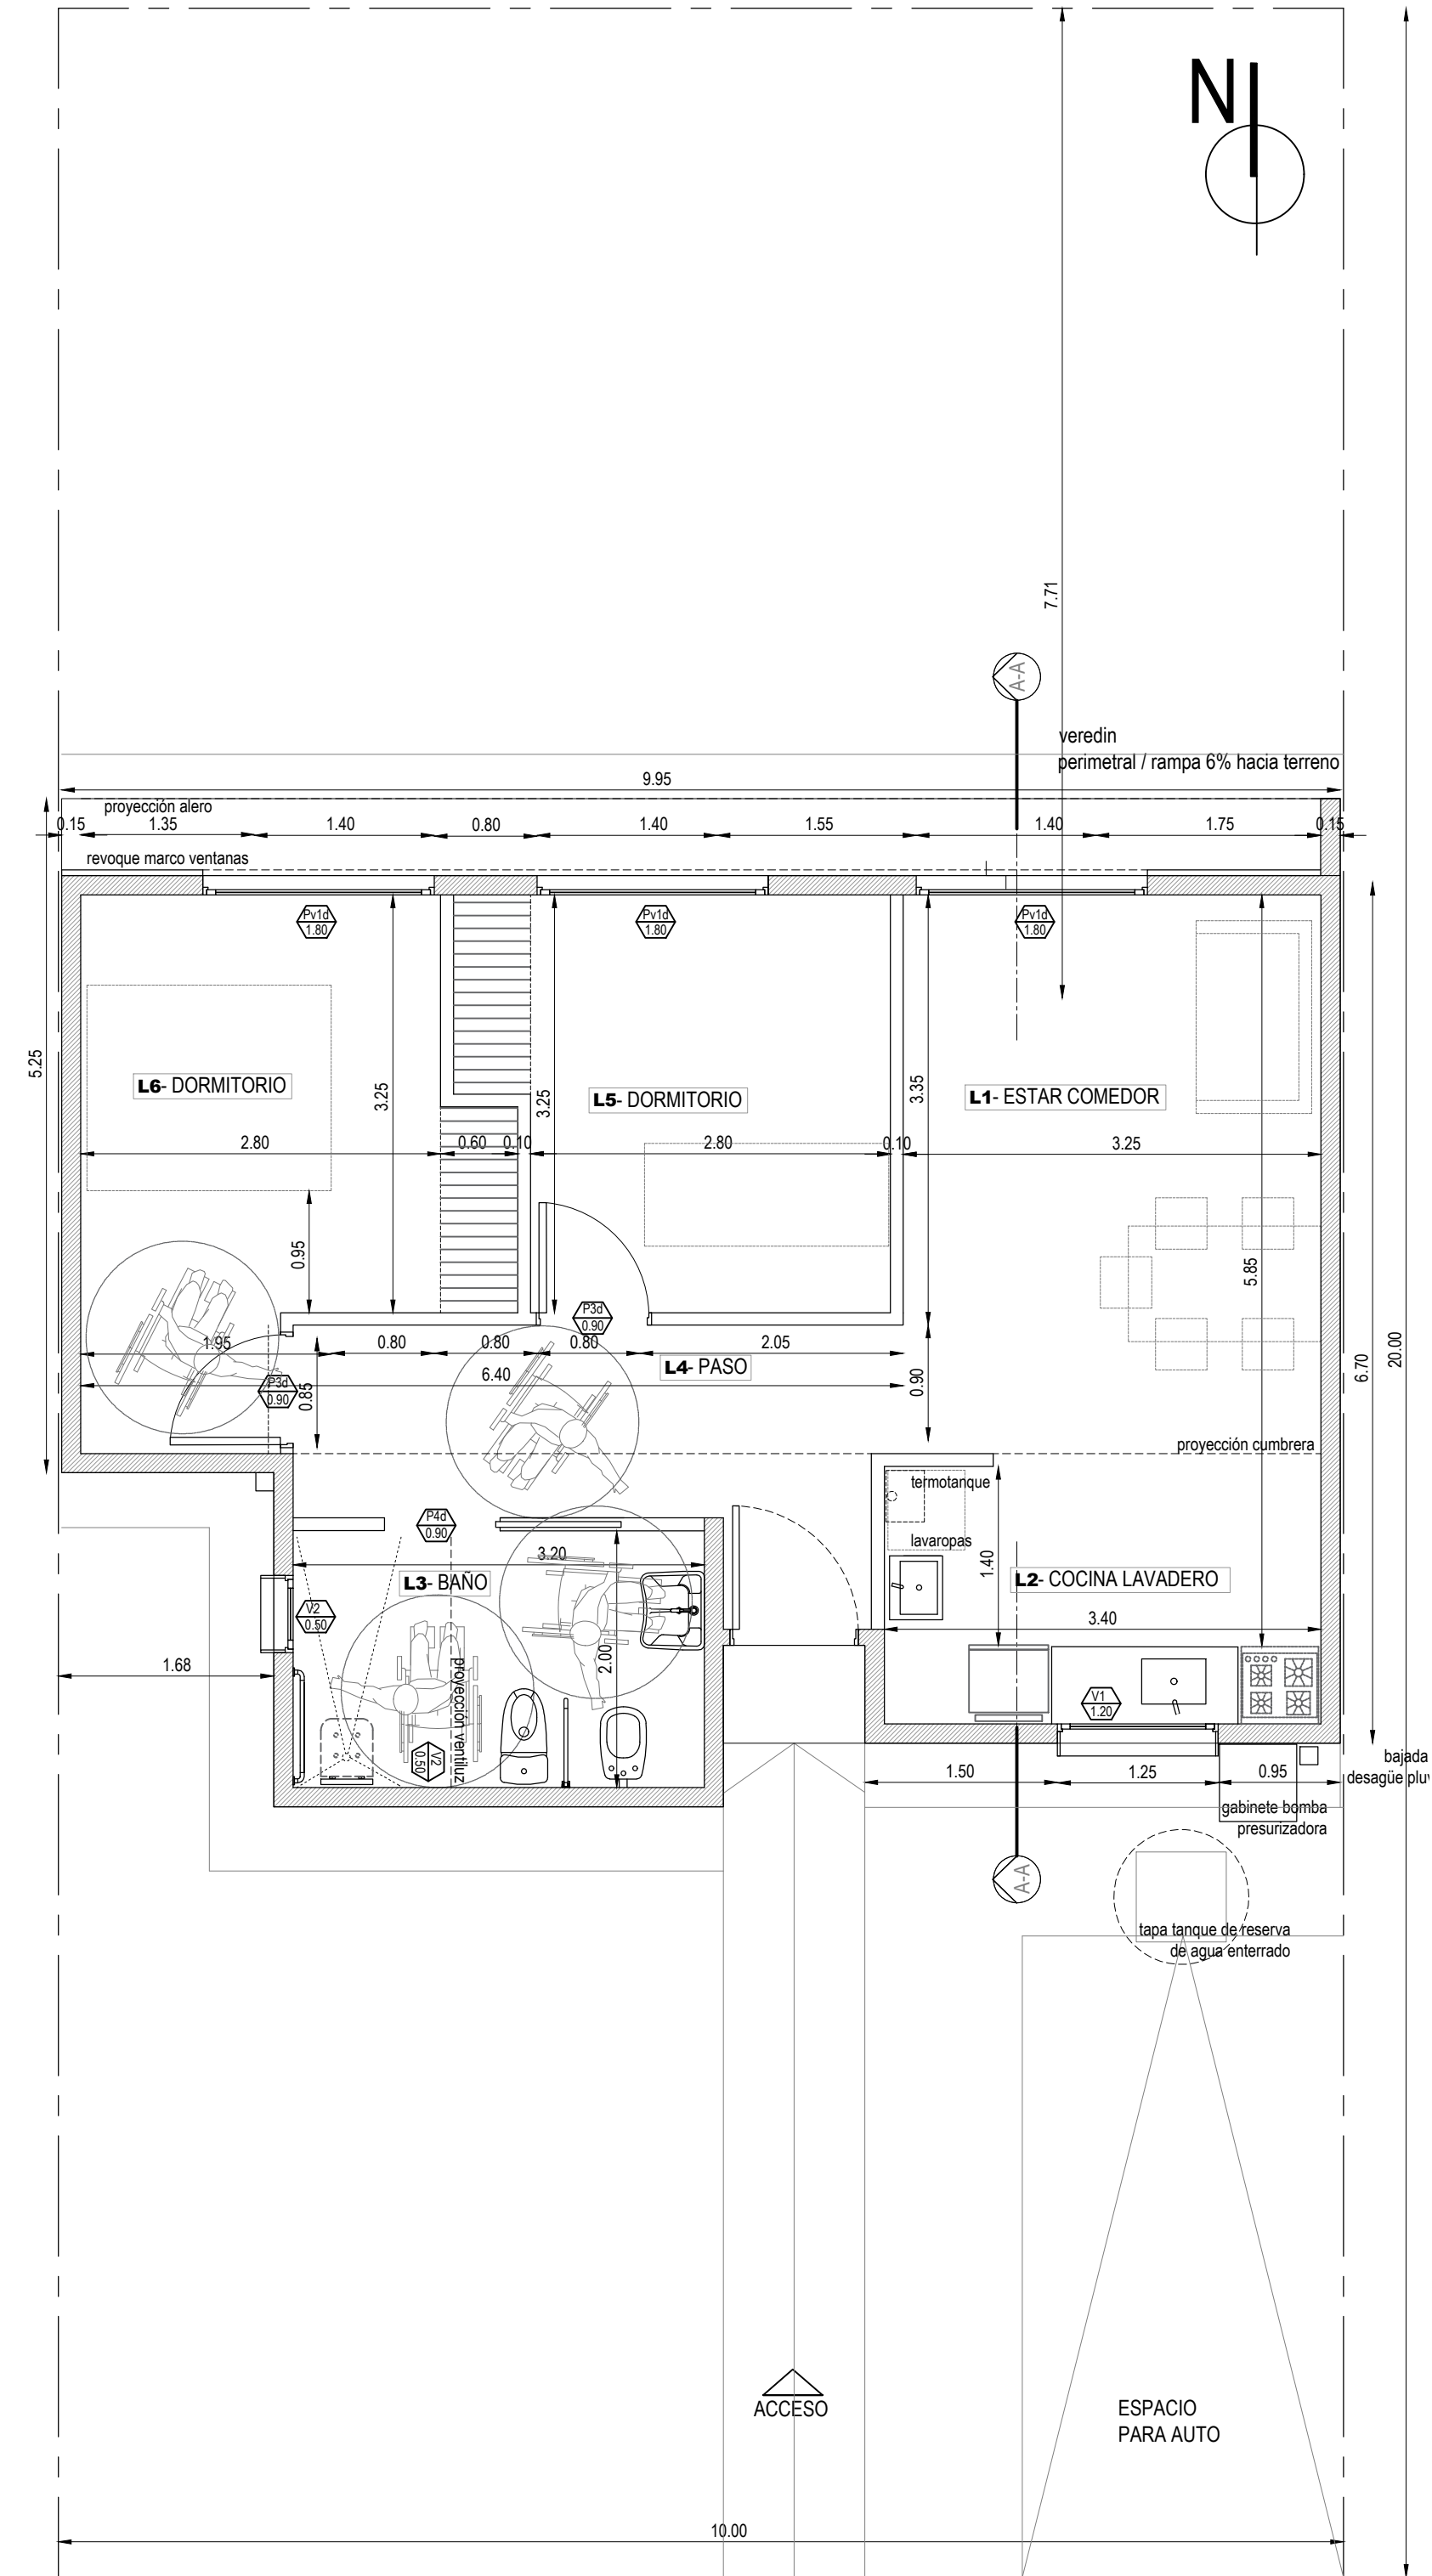 N
7.71
A-A
veredin
perimetral / rampa 6% hacia terreno
9.95
proyección alero
0.15
1.35
1.40
0.80
1.40
1.55
1.40
1.75
0.15
revoque marco ventanas
Pv1d
1.80
Pv1d
1.80
Pv1d
1.80
5.25
L6- DORMITORIO
3.25
L5- DORMITORIO
3.25
3.35
L1- ESTAR COMEDOR
2.80
0.60
0.10
2.80
0.10
3.25
0.95
5.85
P3d
0.90
1.95
0.80
0.80
0.80
2.05
L4- PASO
6.40
P3d
0.90
0.85
0.90
6.70
20.00
proyección cumbrera
termotanque
P4d
0.90
lavaropas
3.20
L3- BAÑO
1.40
L2- COCINA LAVADERO
V2
0.50
3.40
2.00
1.68
proyección ventiluz
V2
0.50
V1
1.20
1.50
1.25
0.95
bajada
desagüe pluv
gabinete bomba
presurizadora
A-A
tapa tanque de reserva
de agua enterrado
ACCESO
ESPACIO
PARA AUTO
10.00